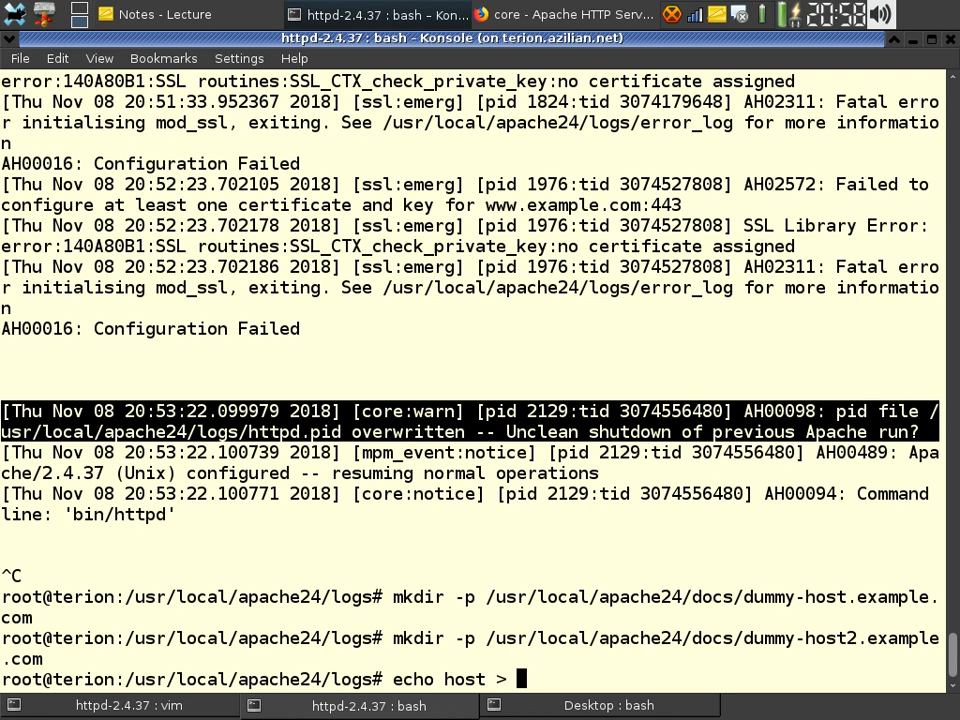 Notes - Lecture
httpd-2.4.37 : bash – Kon...
core - Apache HTTP Serv...
20:58
httpd-2.4.37 : bash - Konsole (on terion.azilian.net)
File Edit View Bookmarks Settings Help
error:140A80B1:SSL routines:SSL_CTX_check_private_key:no certificate assigned
[Thu Nov 08 20:51:33.952367 2018] [ssl:emerg] [pid 1824:tid 3074179648] AH02311: Fatal erro
r initialising mod_ssl, exiting. See /usr/local/apache24/logs/error_log for more informatio
n
AH00016: Configuration Failed
[Thu Nov 08 20:52:23.702105 2018] [ssl:emerg] [pid 1976:tid 3074527808] AH02572: Failed to
configure at least one certificate and key for www.example.com:443
[Thu Nov 08 20:52:23.702178 2018] [ssl:emerg] [pid 1976:tid 3074527808] SSL Library Error:
error:140A80B1:SSL routines:SSL_CTX_check_private_key:no certificate assigned
[Thu Nov 08 20:52:23.702186 2018] [ssl:emerg] [pid 1976:tid 3074527808] AH02311: Fatal erro
r initialising mod_ssl, exiting. See /usr/local/apache24/logs/error_log for more informatio
n
AH00016: Configuration Failed
[Thu Nov 08 20:53:22.099979 2018] [core:warn] [pid 2129:tid 3074556480] AH00098: pid file /
usr/local/apache24/logs/httpd.pid overwritten -- Unclean shutdown of previous Apache run?
[Thu Nov 08 20:53:22.100739 2018] [mpm_event:notice] [pid 2129:tid 3074556480] AH00489: Apa
che/2.4.37 (Unix) configured -- resuming normal operations
[Thu Nov 08 20:53:22.100771 2018] [core:notice] [pid 2129:tid 3074556480] AH00094: Command
line: 'bin/httpd'
^C
root@terion:/usr/local/apache24/logs# mkdir -p /usr/local/apache24/docs/dummy-host.example.
com
root@terion:/usr/local/apache24/logs# mkdir -p /usr/local/apache24/docs/dummy-host2.example
.com
root@terion:/usr/local/apache24/logs# echo host >
httpd-2.4.37 : vim
httpd-2.4.37 : bash
Desktop : bash